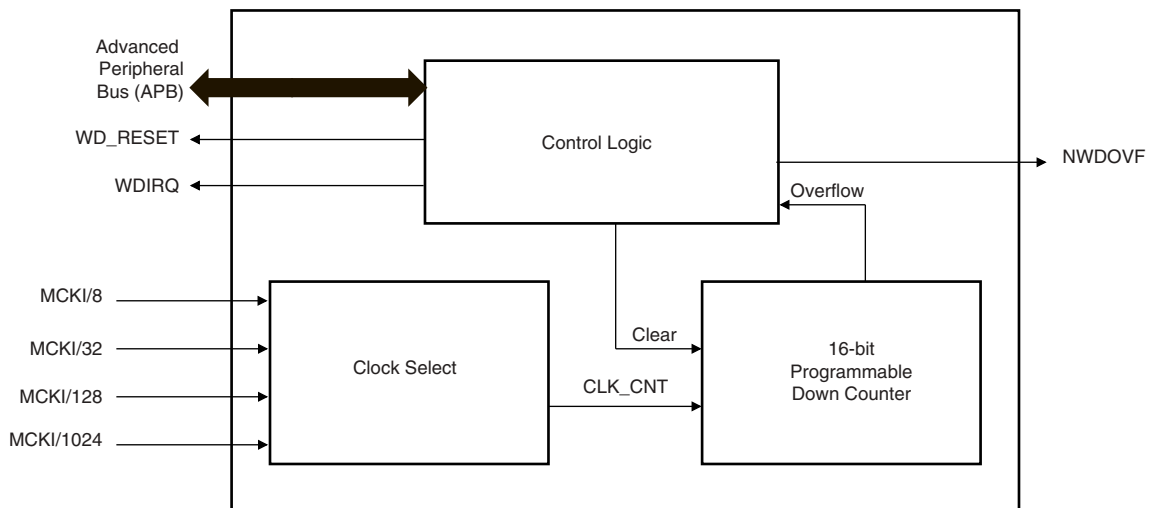 Advanced
Peripheral
Bus (APB)
WD_RESET
WDIRQ
Control Logic
NWDOVF
Overflow
MCKI/8
MCKI/32
MCKI/128
MCKI/1024
Clock Select
Clear
CLK_CNT
16-bit
Programmable
Down Counter